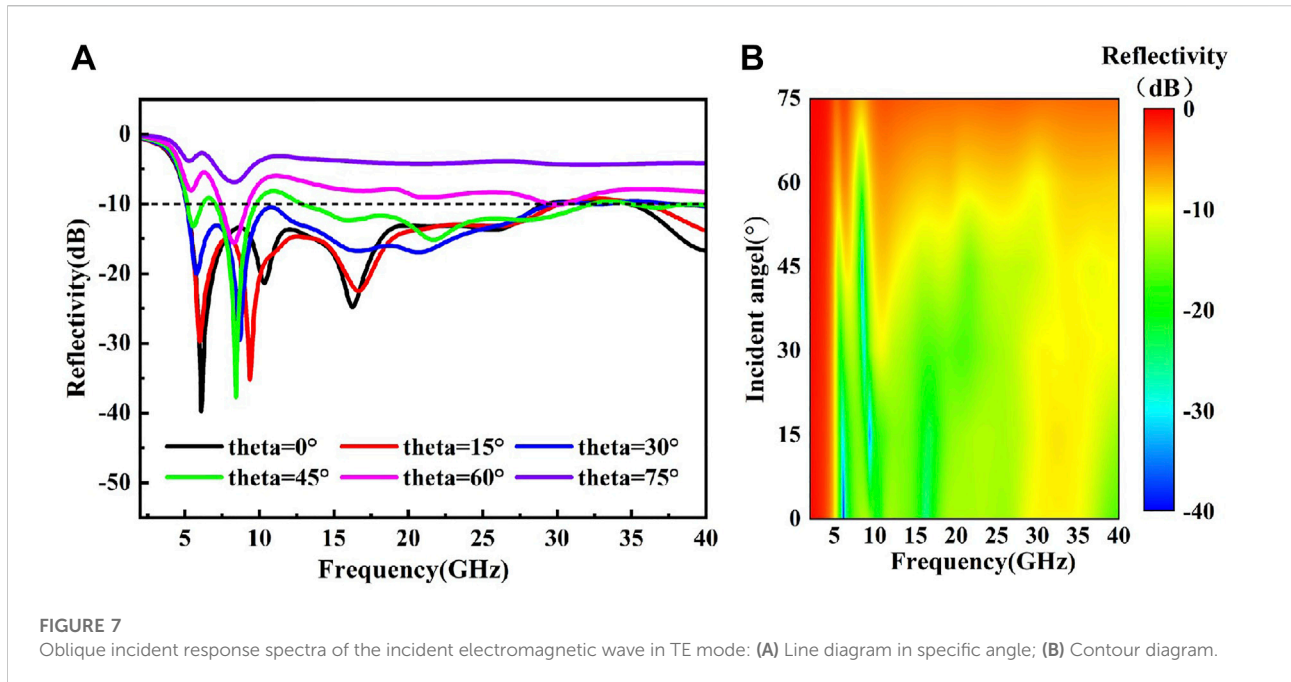 A
B
Reflectivity
（dB）
5
0
-10
-20
-30
-40
-50
Reflectivity(dB)
theta=0° theta=15° theta=30°
theta=45° theta=60° theta=75°
5 10 15 20 25 30 35 40
Frequency(GHz)
75
60
45
30
15
0
Incident angel(°)
5 10 15 20 25 30 35 40
Frequency(GHz)
0
-10
-20
-30
-40
FIGURE 7
Oblique incident response spectra of the incident electromagnetic wave in TE mode: (A) Line diagram in specific angle; (B) Contour diagram.